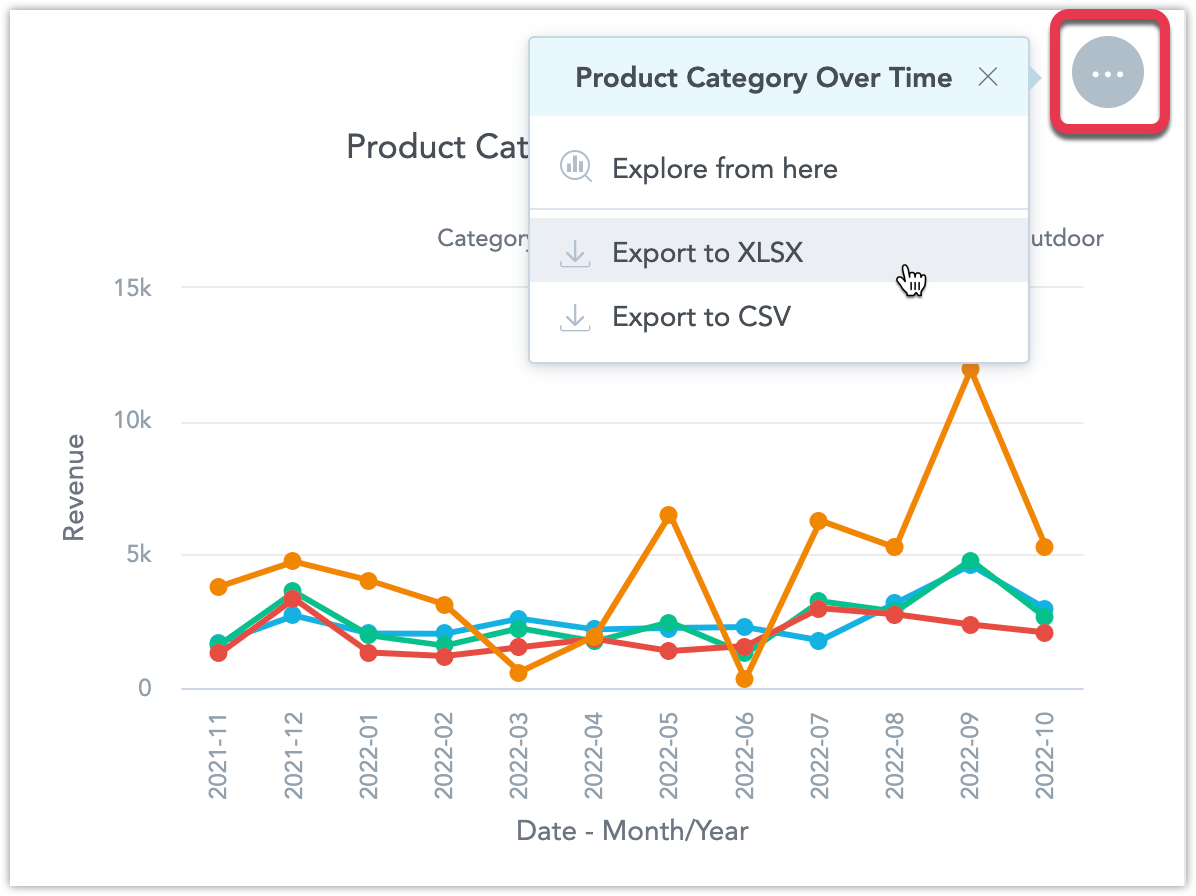 Product Category Over Time
Product Cat
Explore from here
Category
utdoor
Export to XLSX
Export to CSV
15k
10k
5k
0
Revenue
2021-11
2021-12
2022-01
2022-02
2022-03
2022-04
2022-05
2022-06
2022-07
2022-08
2022-09
2022-10
Date - Month/Year